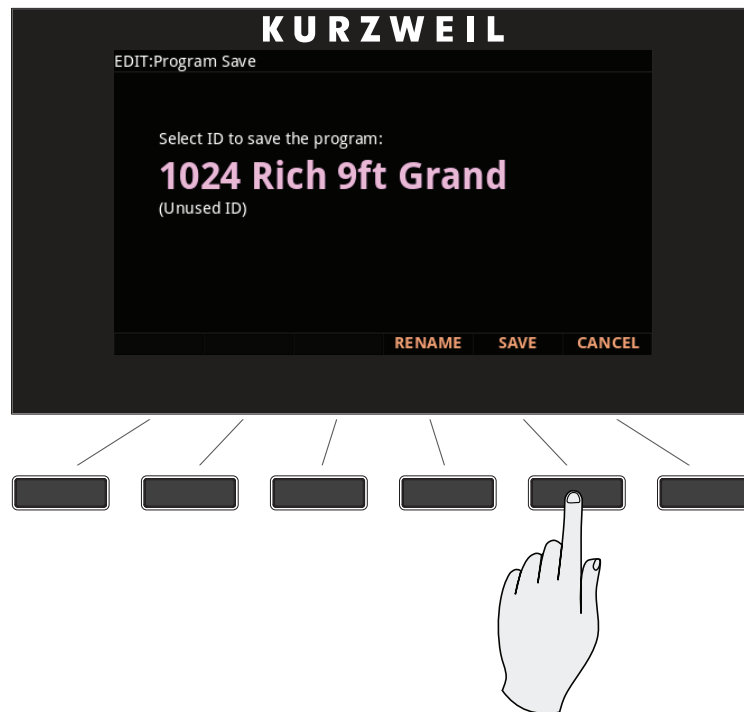 KURZWEIL
EDIT:Program Save
Select ID to save the program:
1024 Rich 9ft Grand
(Unused ID)
RENAME SAVE CANCEL